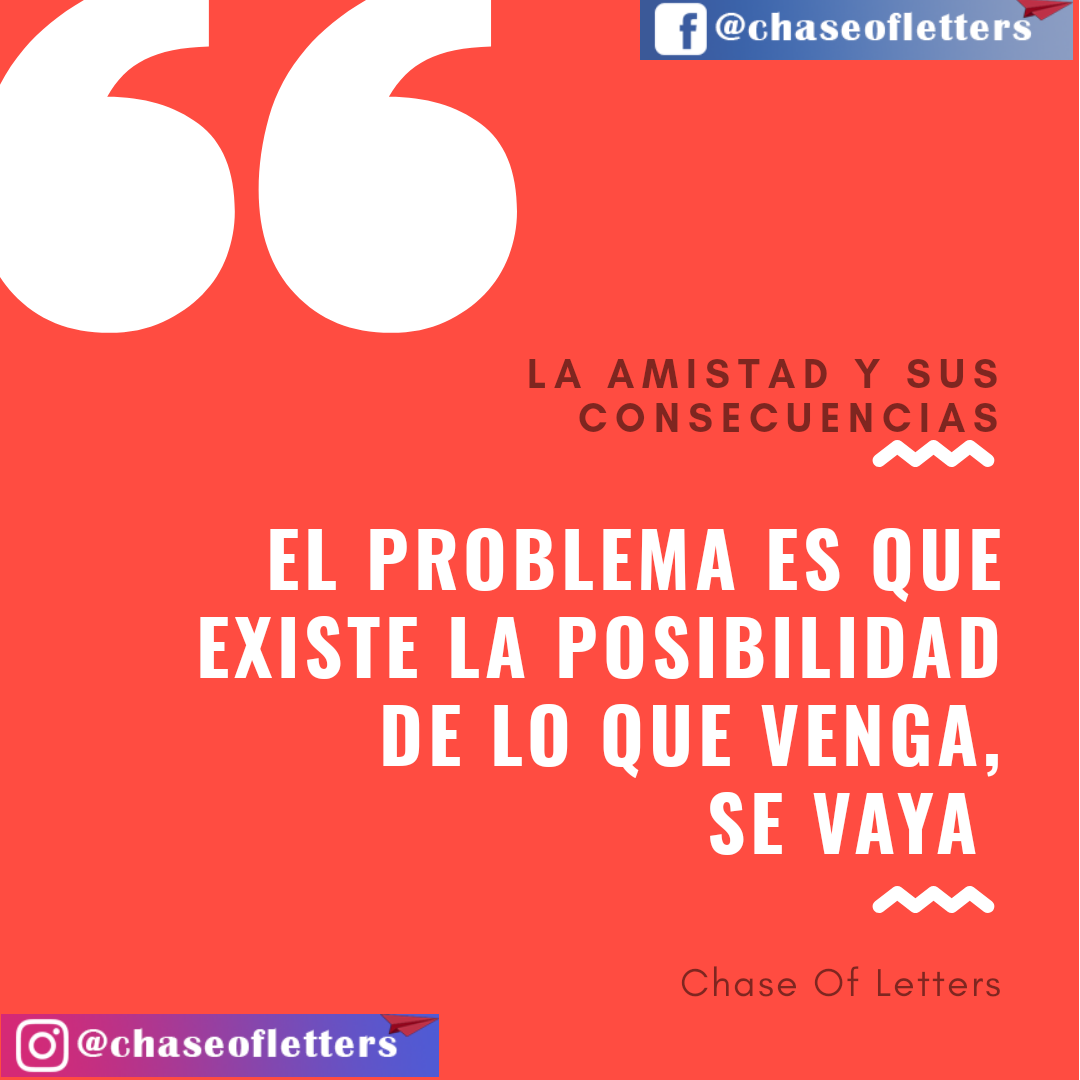 @chaseofletters
LA AMISTAD Y SUS
CONSECUENCIAS
EL PROBLEMA ES QUE
EXISTE LA POSIBILIDAD
DE LO QUE VENGA,
SE VAYA
Chase Of Letters
@chaseofletters